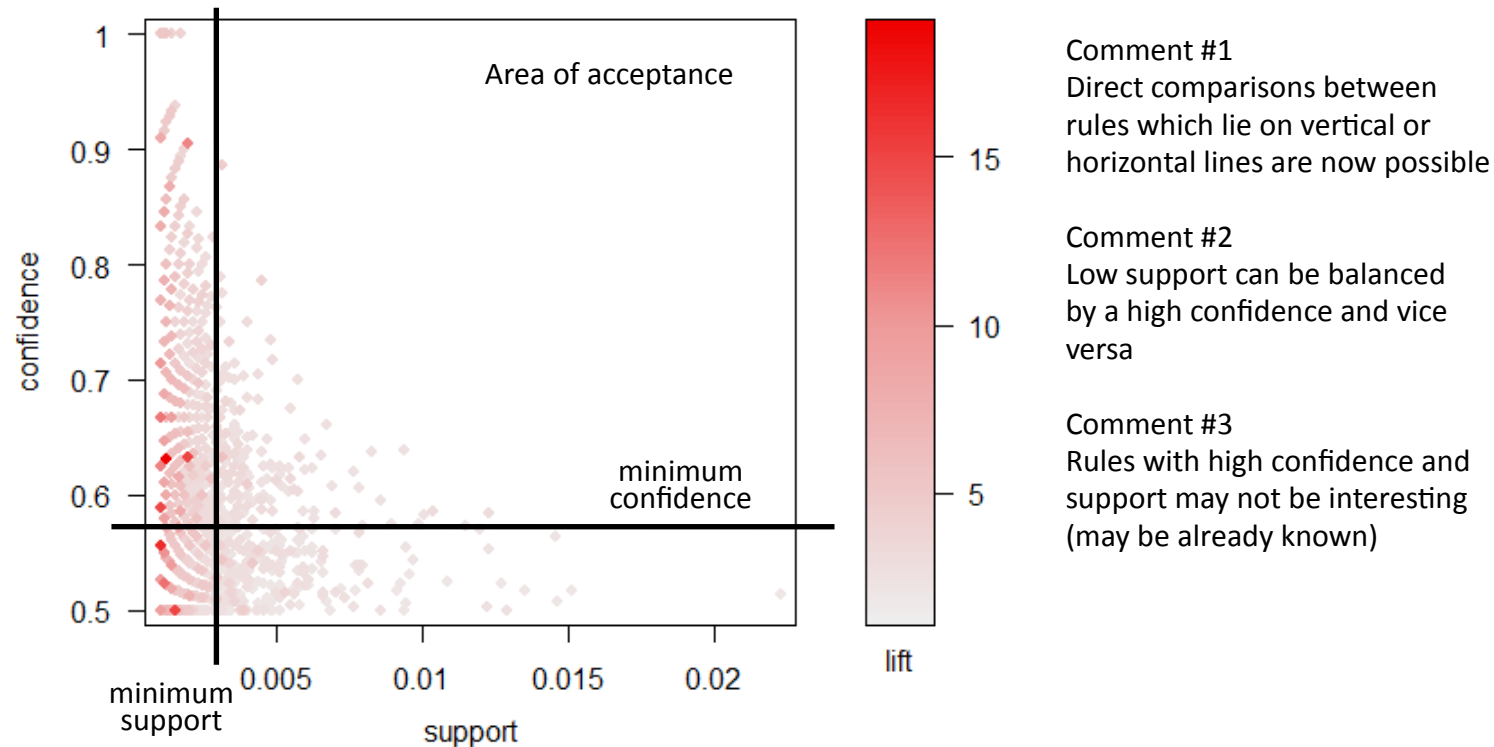 1
0.9
0.8
0.7
0.6
0.5
confidence
Area of acceptance
minimum
confidence
minimum
support
0.005
0.01
0.015
0.02
support
15
10
5
lift
Comment #1
Direct comparisons between
rules which lie on vertical or
horizontal lines are now possible
Comment #2
Low support can be balanced
by a high confidence and vice
versa
Comment #3
Rules with high confidence and
support may not be interesting
(may be already known)